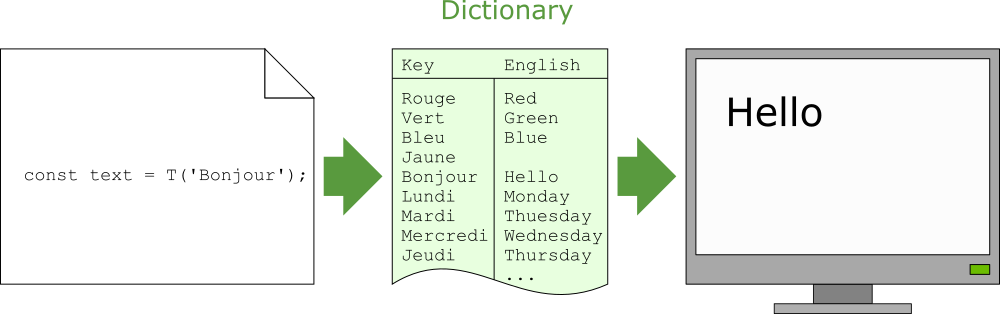 Dictionary
const text = T('Bonjour');
Key English
Rouge Red
Vert Green
Bleu Blue
Jaune
Bonjour Hello
Lundi Monday
Mardi Thuesday
Mercredi Wednesday
Jeudi Thursday
...
Hello